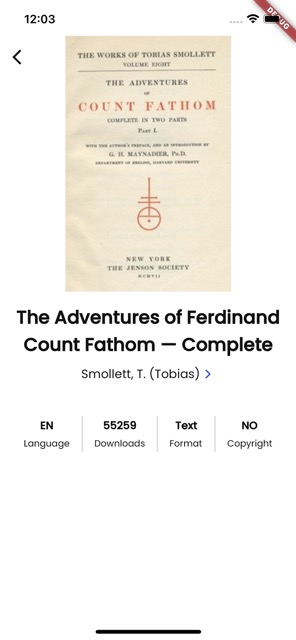 12:03
DEBUG
THE WORKS OF TOBIAS SMOLLETT
VOLUME EIGHT
THE ADVENTURES
OF
COUNT FATHOM
COMPLETE IN TWO PARTS
PART I.
WITH THE AUTHOR'S PREFACE, AND AN INTRODUCTION BY
G. H. MAYNADIER, PH.D.
DEPARTMENT OF ENGLISH, HARVARD UNIVERSITY
NEW YORK
THE JENSON SOCIETY
MCMVII
The Adventures of Ferdinand
Count Fathom — Complete
Smollett, T. (Tobias)
EN 55259 Text NO
Language Downloads Format Copyright